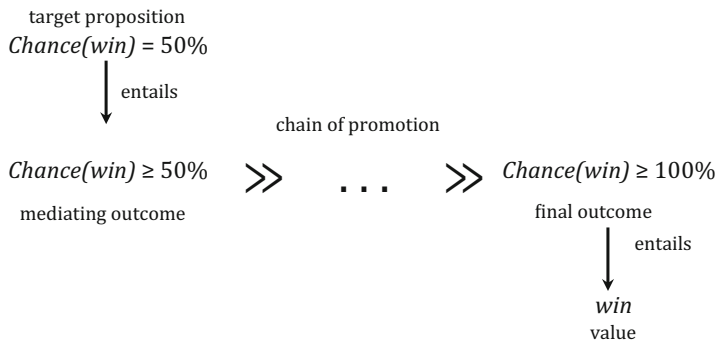 target proposition
Chance(win) = 50%
entails
chain of promotion
Chance(win) ≥ 50% ≫ ... ≫ Chance(win) ≥ 100%
mediating outcome final outcome
entails
win
value